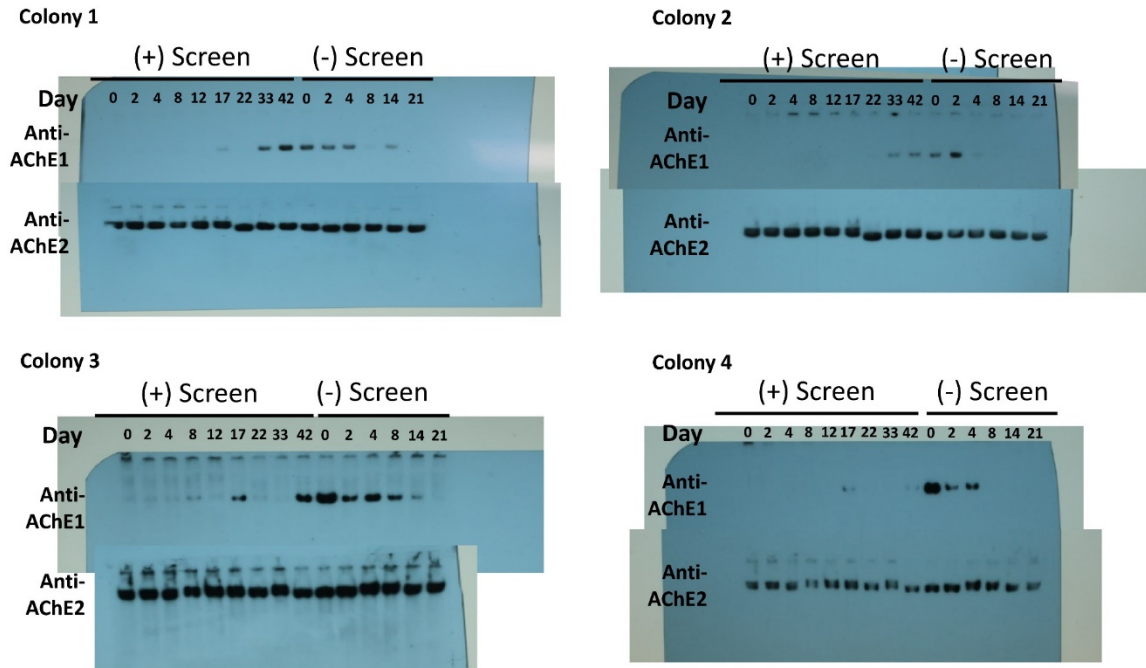 Colony 1
(+) Screen (-) Screen
Day 0 2 4 8 12 17 22 33 42 0 2 4 8 14 21
Anti-
AChE1
Anti-
AChE2
Colony 2
(+) Screen (-) Screen
Day 0 2 4 8 12 17 22 33 42 0 2 4 8 14 21
Anti-
AChE1
Anti-
AChE2
Colony 3
(+) Screen (-) Screen
Day 0 2 4 8 12 17 22 33 42 0 2 4 8 14 21
Anti-
AChE1
Anti-
AChE2
Colony 4
(+) Screen (-) Screen
Day 0 2 4 8 12 17 22 33 42 0 2 4 8 14 21
Anti-
AChE1
Anti-
AChE2